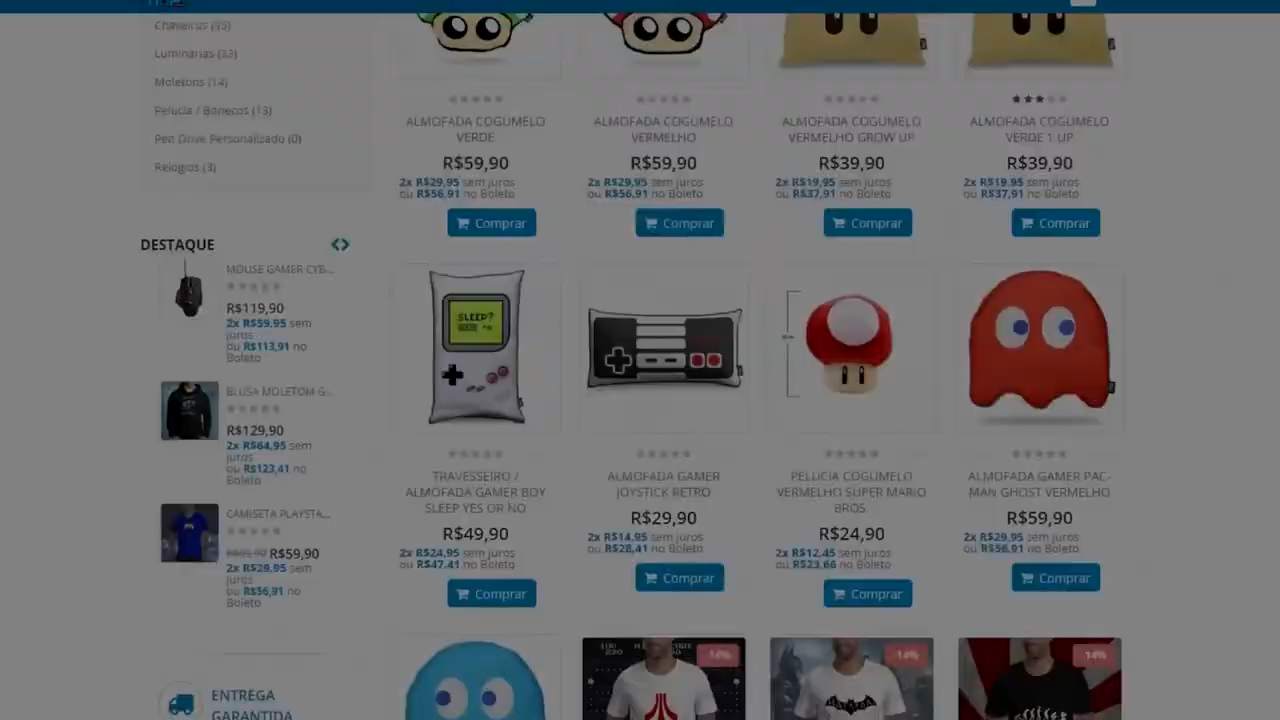 Chaveiros (95)
Luminárias (33)
Moletons (14)
Pelúcia / Bonecos (13)
Pen Drive Personalizado (0)
Relógios (3)
DESTAQUE
MOUSE GAMER CYB...
R$119,90
2x R$59,95 sem
juros
ou R$113,91 no
Boleto
BLUSA MOLETOM G...
R$129,90
2x R$64,95 sem
juros
ou R$123,41 no
Boleto
CAMISETA PLAYSTA...
R$59,90
2x R$29,95 sem
juros
ou R$56,91 no
Boleto
ENTREGA
GARANTIDA
ALMOFADA COGUMELO
VERDE
R$59,90
2x R$29,95 sem juros
ou R$56,91 no Boleto
Comprar
ALMOFADA COGUMELO
VERMELHO
R$59,90
2x R$29,95 sem juros
ou R$56,91 no Boleto
Comprar
ALMOFADA COGUMELO
VERMELHO GROW UP
R$39,90
2x R$19,95 sem juros
ou R$37,91 no Boleto
Comprar
ALMOFADA COGUMELO
VERDE 1 UP
R$39,90
2x R$19,95 sem juros
ou R$37,91 no Boleto
Comprar
SLEEP?
TRAVESSEIRO /
ALMOFADA GAMER BOY
SLEEP YES OR NO
R$49,90
2x R$24,95 sem juros
ou R$47,41 no Boleto
Comprar
ALMOFADA GAMER
JOYSTICK RETRO
R$29,90
2x R$14,95 sem juros
ou R$28,41 no Boleto
Comprar
PELÚCIA COGUMELO
VERMELHO SUPER MARIO
BROS.
R$24,90
2x R$12,45 sem juros
ou R$23,66 no Boleto
Comprar
ALMOFADA GAMER PAC-
MAN GHOST VERMELHO
R$59,90
2x R$29,95 sem juros
ou R$56,91 no Boleto
Comprar
-14%
-14%
-14%